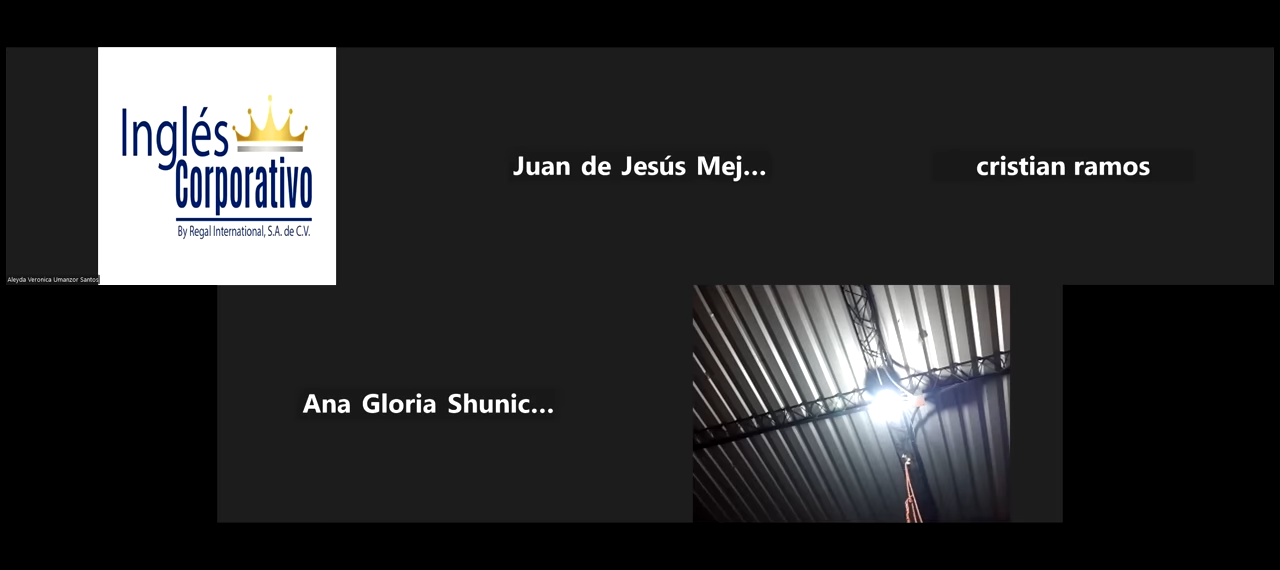 Inglés
Corporativo
By Regal International, S.A. de C.V.
Aleyda Veronica Umanzor Santos
Juan de Jesús Mej...
cristian ramos
Ana Gloria Shunic...